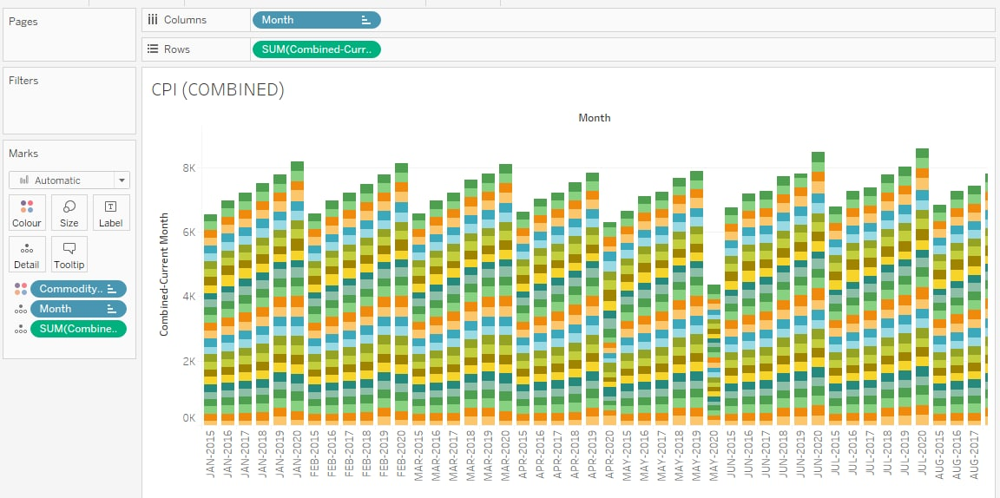 Pages
Columns
Month
Rows
SUM(Combined-Curr..
Filters
Marks
Automatic
Colour
Size
Label
Detail
Tooltip
Commodity..
Month
SUM(Combine..
CPI (COMBINED)
Month
Combined-Current Month
8K
6K
4K
2K
0K
JAN-2015
JAN-2016
JAN-2017
JAN-2018
JAN-2019
JAN-2020
FEB-2015
FEB-2016
FEB-2017
FEB-2018
FEB-2019
FEB-2020
MAR-2015
MAR-2016
MAR-2017
MAR-2018
MAR-2019
MAR-2020
APR-2015
APR-2016
APR-2017
APR-2018
APR-2019
APR-2020
MAY-2015
MAY-2016
MAY-2017
MAY-2018
MAY-2019
MAY-2020
JUN-2015
JUN-2016
JUN-2017
JUN-2018
JUN-2019
JUN-2020
JUL-2015
JUL-2016
JUL-2017
JUL-2018
JUL-2019
JUL-2020
AUG-2015
AUG-2016
AUG-2017